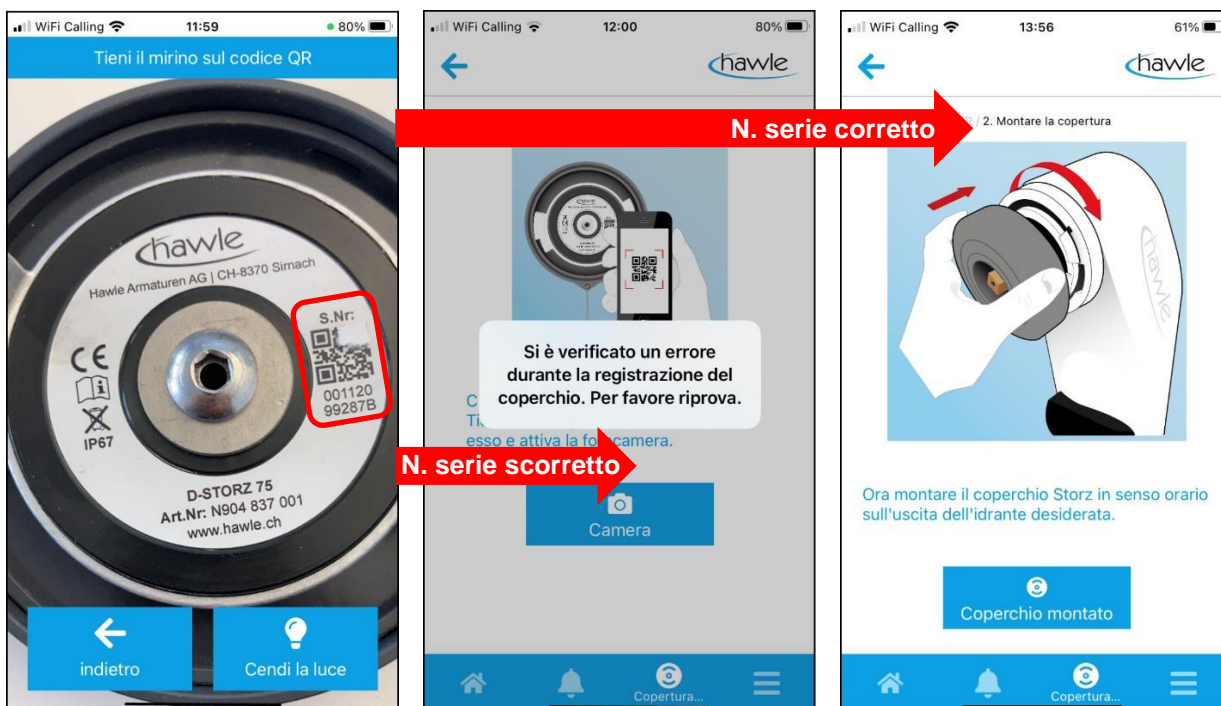 WiFi Calling 11:59 80%
Tieni il mirino sul codice QR
hawle
Hawle Armaturen AG | CH-8370 Sirnach
S.Nr:
001120
99287B
CE
IP67
D-STORZ 75
Art.Nr: N904 837 001
www.hawle.ch
indietro
Cendi la luce
WiFi Calling 12:00 80%
hawle
N. serie corretto
Si è verificato un errore
durante la registrazione del
coperchio. Per favore riprova.
esso e attiva la fotocamera.
N. serie scorretto
Camera
Copertura...
WiFi Calling 13:56 61%
hawle
/ 2. Montare la copertura
hawle
Ora montare il coperchio Storz in senso orario
sull'uscita dell'idrante desiderata.
Coperchio montato
Copertura...